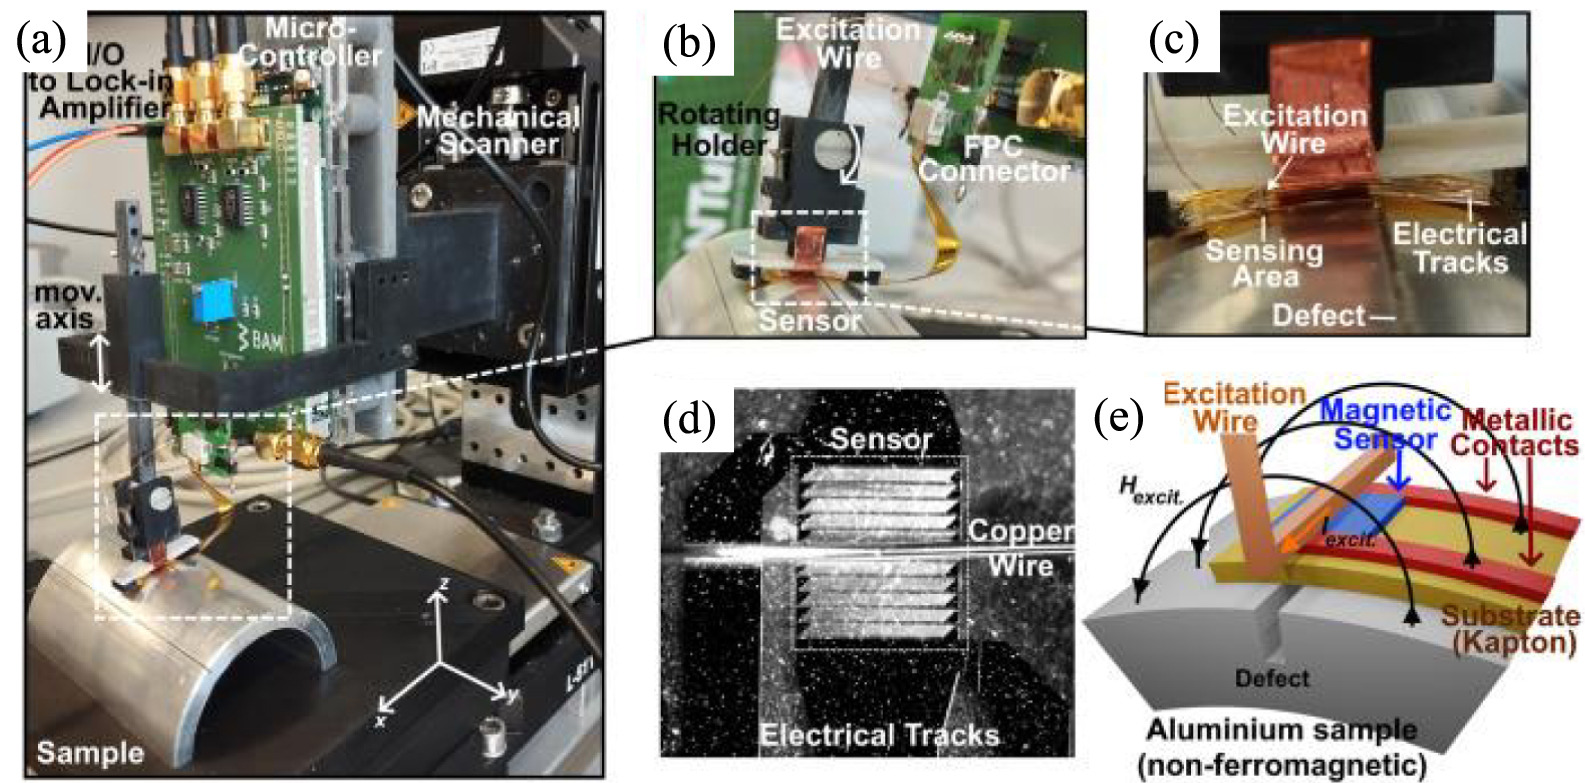 (a)
I/O
to Lock-in
Amplifier
Micro-
Controller
Mechanical
Scanner
mov.
axis
BAM
z
x
y
L-511
Sample
(b)
Excitation
Wire
Rotating
Holder
FPC
Connector
Sensor
(c)
Excitation
Wire
Sensing
Area
Electrical
Tracks
Defect
(d)
Sensor
Copper
Wire
Electrical Tracks
(e)
Excitation
Wire
Magnetic
Sensor
Metallic
Contacts
Hexcit.
Iexcit.
Substrate
(Kapton)
Defect
Aluminium sample
(non-ferromagnetic)